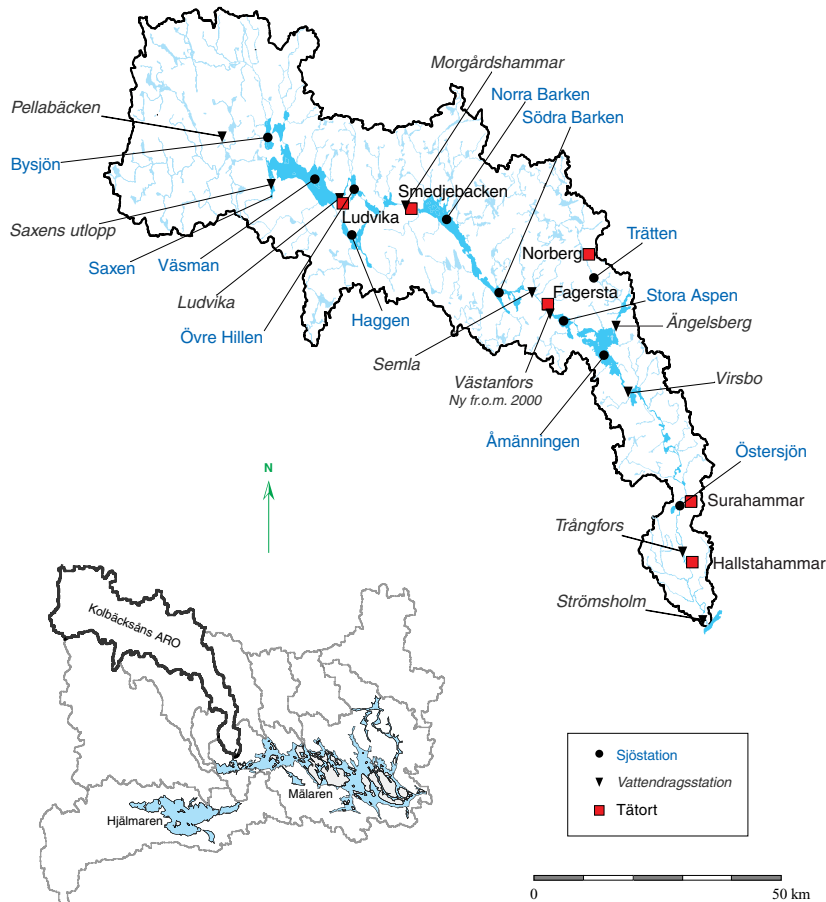 Morgårdshammar
Norra Barken
Södra Barken
Pellabäcken
Bysjön
Smedjebacken
Ludvika
Saxens utlopp
Norberg
Trätten
Saxen
Väsman
Fagersta
Ludvika
Stora Aspen
Haggen
Ängelsberg
Övre Hillen
Semla
Västanfors
Ny fr.o.m. 2000
Virsbo
Åmänningen
Östersjön
N
Surahammar
Trångfors
Hallstahammar
Strömsholm
Kolbäcksåns ARO
Sjöstation
Vattendragsstation
Tätort
Mälaren
Hjälmaren
0
50 km